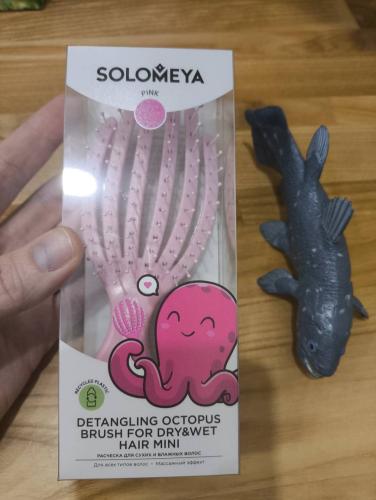 SOLOMEYA
PINK
RECYCLED PLASTIC
DETANGLING OCTOPUS
BRUSH FOR DRY&WET
HAIR MINI
РАСЧЕСКА ДЛЯ СУХИХ И ВЛАЖНЫХ ВОЛОС
Для всех типов волос • Массажный эффект